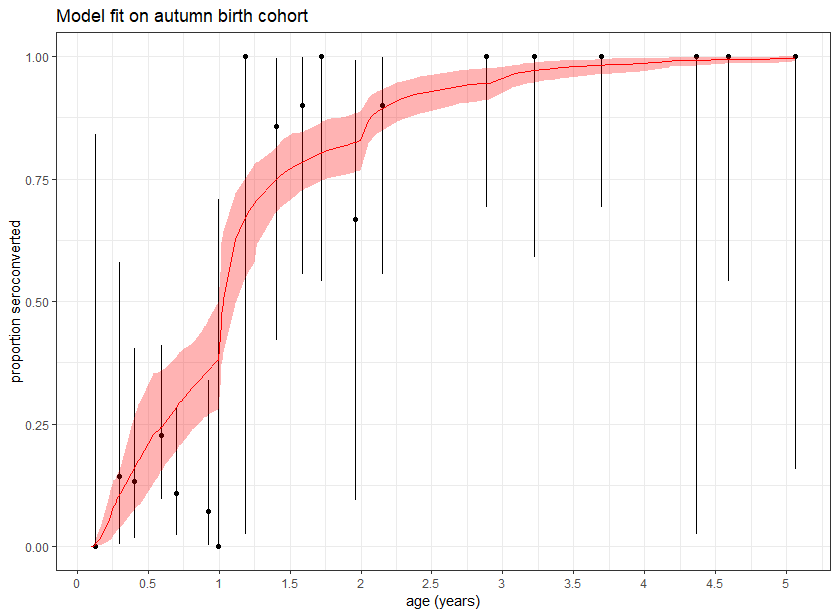 Model fit on autumn birth cohort
1.00
0.75
0.50
0.25
0.00
proportion seroconverted
0 0.5 1 1.5 2 2.5 3 3.5 4 4.5 5
age (years)